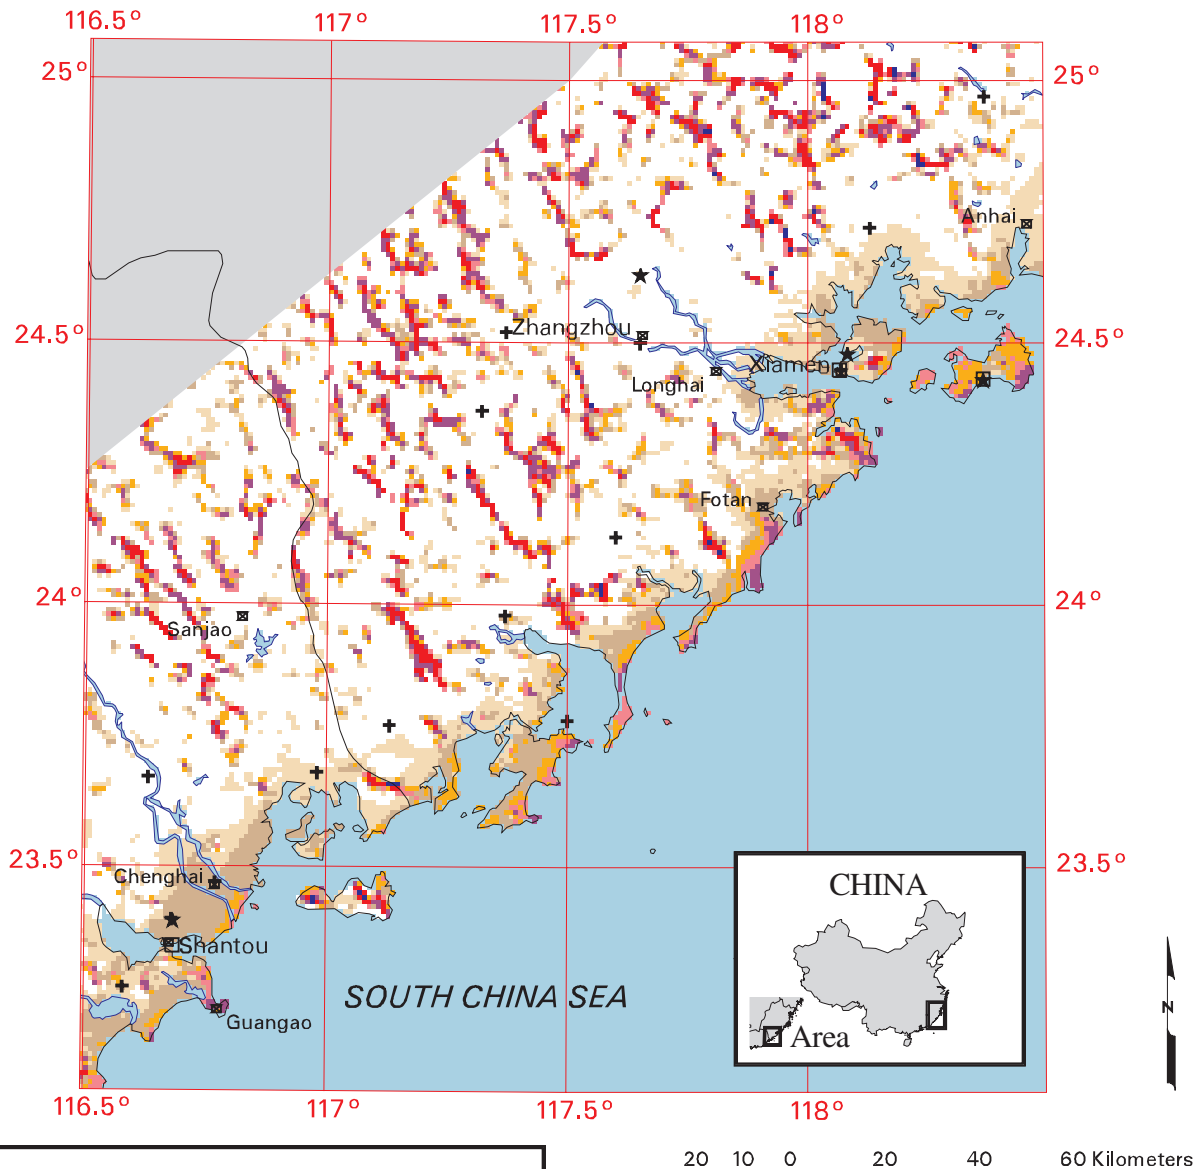 116.5° 117° 117.5° 118°
25° 25°
Anhai
Zhangzhou
24.5° 24.5°
Xiamen
Longhai
Fotan
24° 24°
Sanjao
23.5° 23.5°
Chenghai
CHINA
Shantou
SOUTH CHINA SEA
Guangao
Area
N
116.5° 117° 117.5° 118°
20 10 0 20 40 60 Kilometers